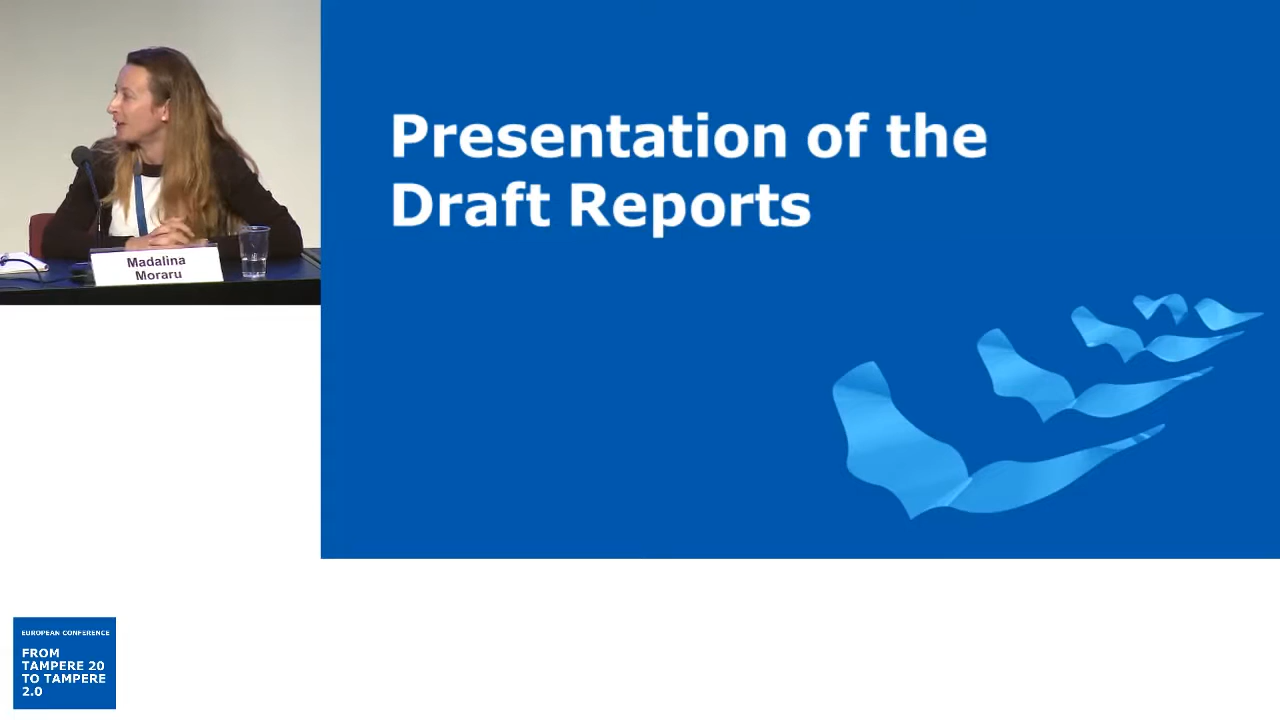 Presentation of the
Draft Reports
Madalina
Moraru
EUROPEAN CONFERENCE
FROM
TAMPERE 20
TO TAMPERE
2.0